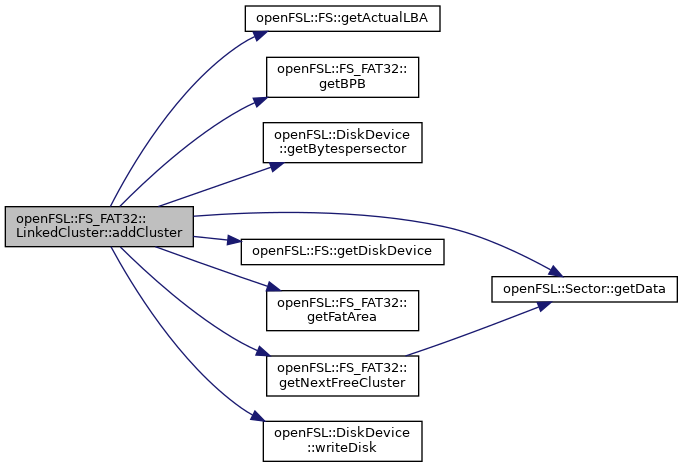 openFSL::FS::getActualLBA
openFSL::FS_FAT32::
getBPB
openFSL::DiskDevice
::getBytespersector
openFSL::FS_FAT32::
LinkedCluster::addCluster
openFSL::FS::getDiskDevice
openFSL::Sector::getData
openFSL::FS_FAT32::
getFatArea
openFSL::FS_FAT32::
getNextFreeCluster
openFSL::DiskDevice
::writeDisk